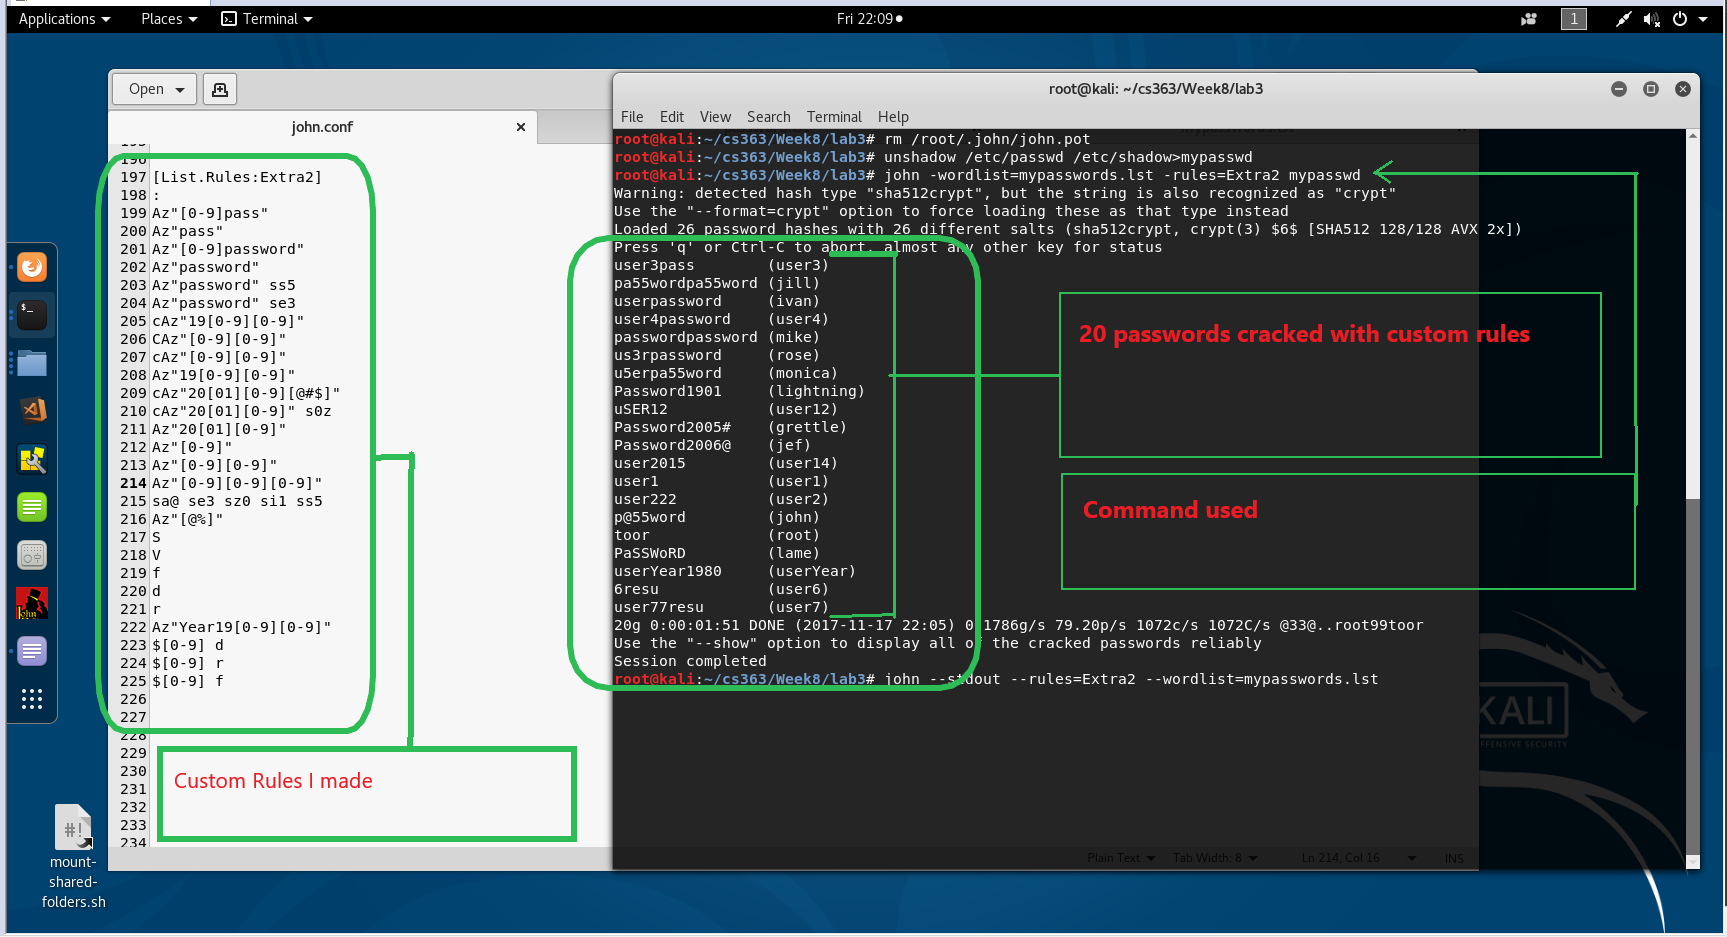 Applications
Places
Terminal
Fri 22:09
1
Open
john.conf
root@kali: ~/cs363/Week8/lab3
File Edit View Search Terminal Help
196
197 [List.Rules:Extra2]
198 :
199 Az"[0-9]pass"
200 Az"pass"
201 Az"[0-9]password"
202 Az"password"
203 Az"password" ss5
204 Az"password" se3
205 cAz"19[0-9][0-9]"
206 CAz"[0-9][0-9]"
207 cAz"[0-9][0-9]"
208 Az"19[0-9][0-9]"
209 cAz"20[01][0-9][@#$]"
210 cAz"20[01][0-9]" s0z
211 Az"20[01][0-9]"
212 Az"[0-9]"
213 Az"[0-9][0-9]"
214 Az"[0-9][0-9][0-9]"
215 sa@ se3 sz0 si1 ss5
216 Az"[@%]"
217 S
218 V
219 f
220 d
221 r
222 Az"Year19[0-9][0-9]"
223 $[0-9] d
224 $[0-9] r
225 $[0-9] f
226
227
228
229
230
231
232
233
234
Custom Rules I made
root@kali:~/cs363/Week8/lab3# rm /root/.john/john.pot
root@kali:~/cs363/Week8/lab3# unshadow /etc/passwd /etc/shadow>mypasswd
root@kali:~/cs363/Week8/lab3# john -wordlist=mypasswords.lst -rules=Extra2 mypasswd
Warning: detected hash type "sha512crypt", but the string is also recognized as "crypt"
Use the "--format=crypt" option to force loading these as that type instead
Loaded 26 password hashes with 26 different salts (sha512crypt, crypt(3) $6$ [SHA512 128/128 AVX 2x])
Press 'q' or Ctrl-C to abort, almost any other key for status
user3pass (user3)
pa55wordpa55word (jill)
userpassword (ivan)
user4password (user4)
passwordpassword (mike)
us3rpassword (rose)
u5erpa55word (monica)
Password1901 (lightning)
uSER12 (user12)
Password2005# (grettle)
Password2006@ (jef)
user2015 (user14)
user1 (user1)
user222 (user2)
p@55word (john)
toor (root)
PaSSWoRD (lame)
userYear1980 (userYear)
6resu (user6)
user77resu (user7)
20g 0:00:01:51 DONE (2017-11-17 22:05) 0.1786g/s 79.20p/s 1072c/s 1072C/s @33@..root99toor
Use the "--show" option to display all of the cracked passwords reliably
Session completed
root@kali:~/cs363/Week8/lab3# john --stdout --rules=Extra2 --wordlist=mypasswords.lst
20 passwords cracked with custom rules
Command used
KALI
OFFENSIVE SECURITY
Plain Text
Tab Width: 8
Ln 214, Col 16
INS
#!
mount-
shared-
folders.sh